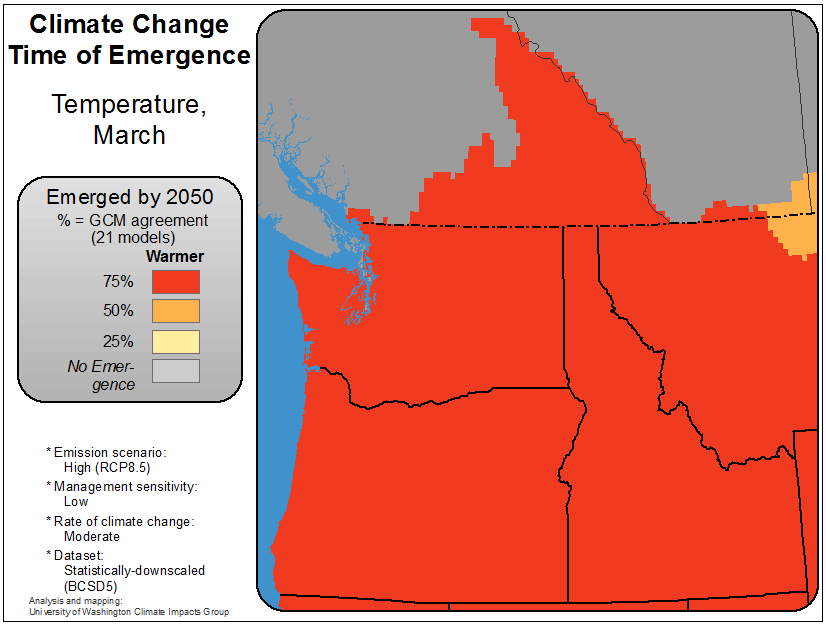 Climate Change
Time of Emergence
Temperature,
March
Emerged by 2050
% = GCM agreement
(21 models)
Warmer
75%
50%
25%
No Emer-
gence
* Emission scenario:
High (RCP8.5)
* Management sensitivity:
Low
* Rate of climate change:
Moderate
* Dataset:
Statistically-downscaled
(BCSD5)
Analysis and mapping:
University of Washington Climate Impacts Group